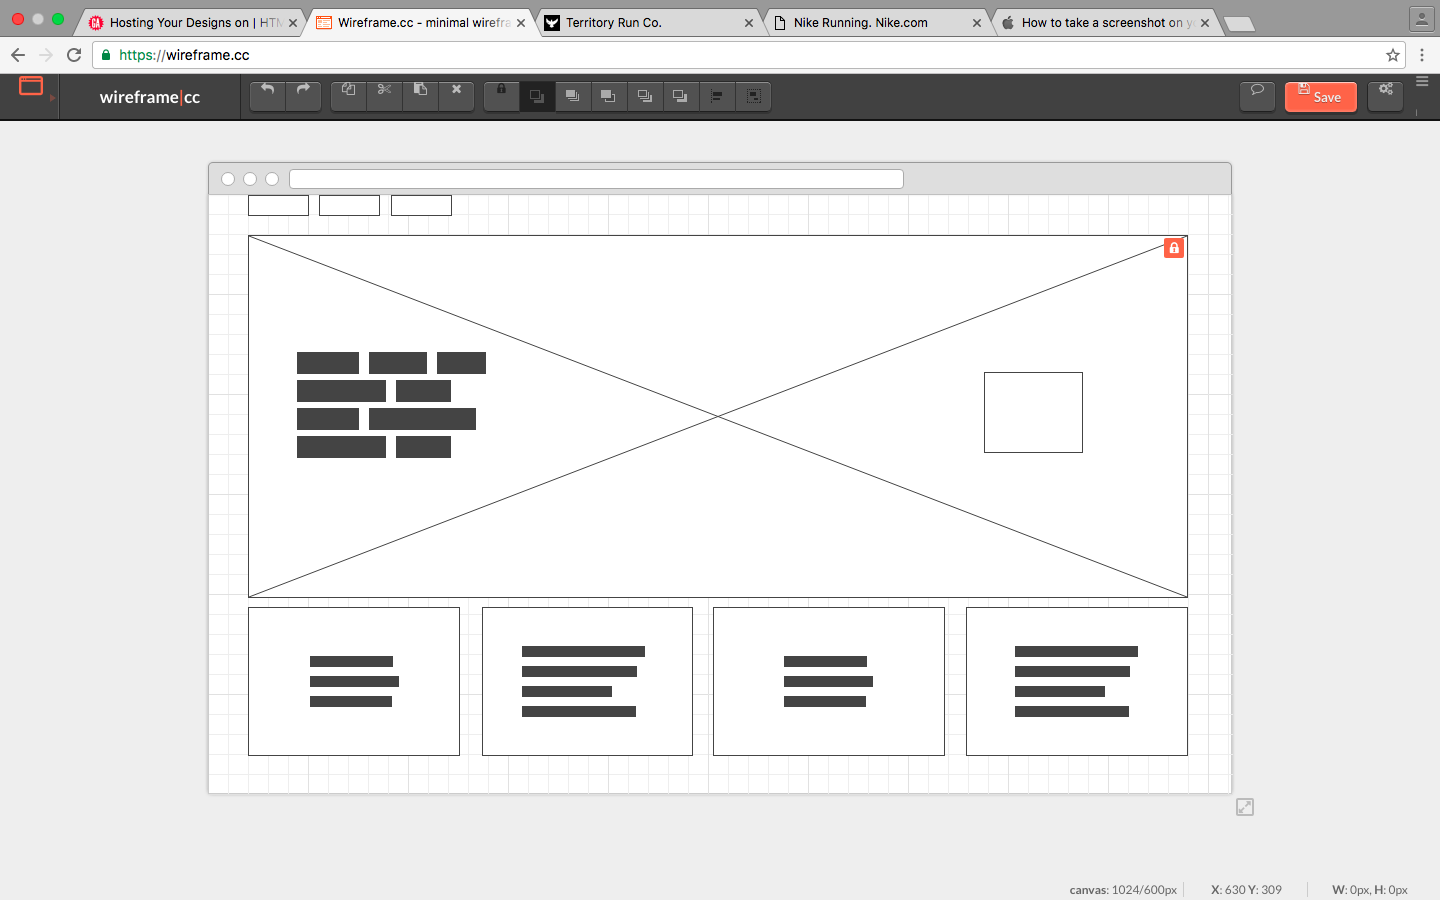 Hosting Your Designs on | HTM
Wireframe.cc - minimal wirefra
Territory Run Co.
Nike Running. Nike.com
How to take a screenshot on y
https://wireframe.cc
wireframe|cc
Save
canvas: 1024/600px
X: 630 Y: 309
W: 0px, H: 0px